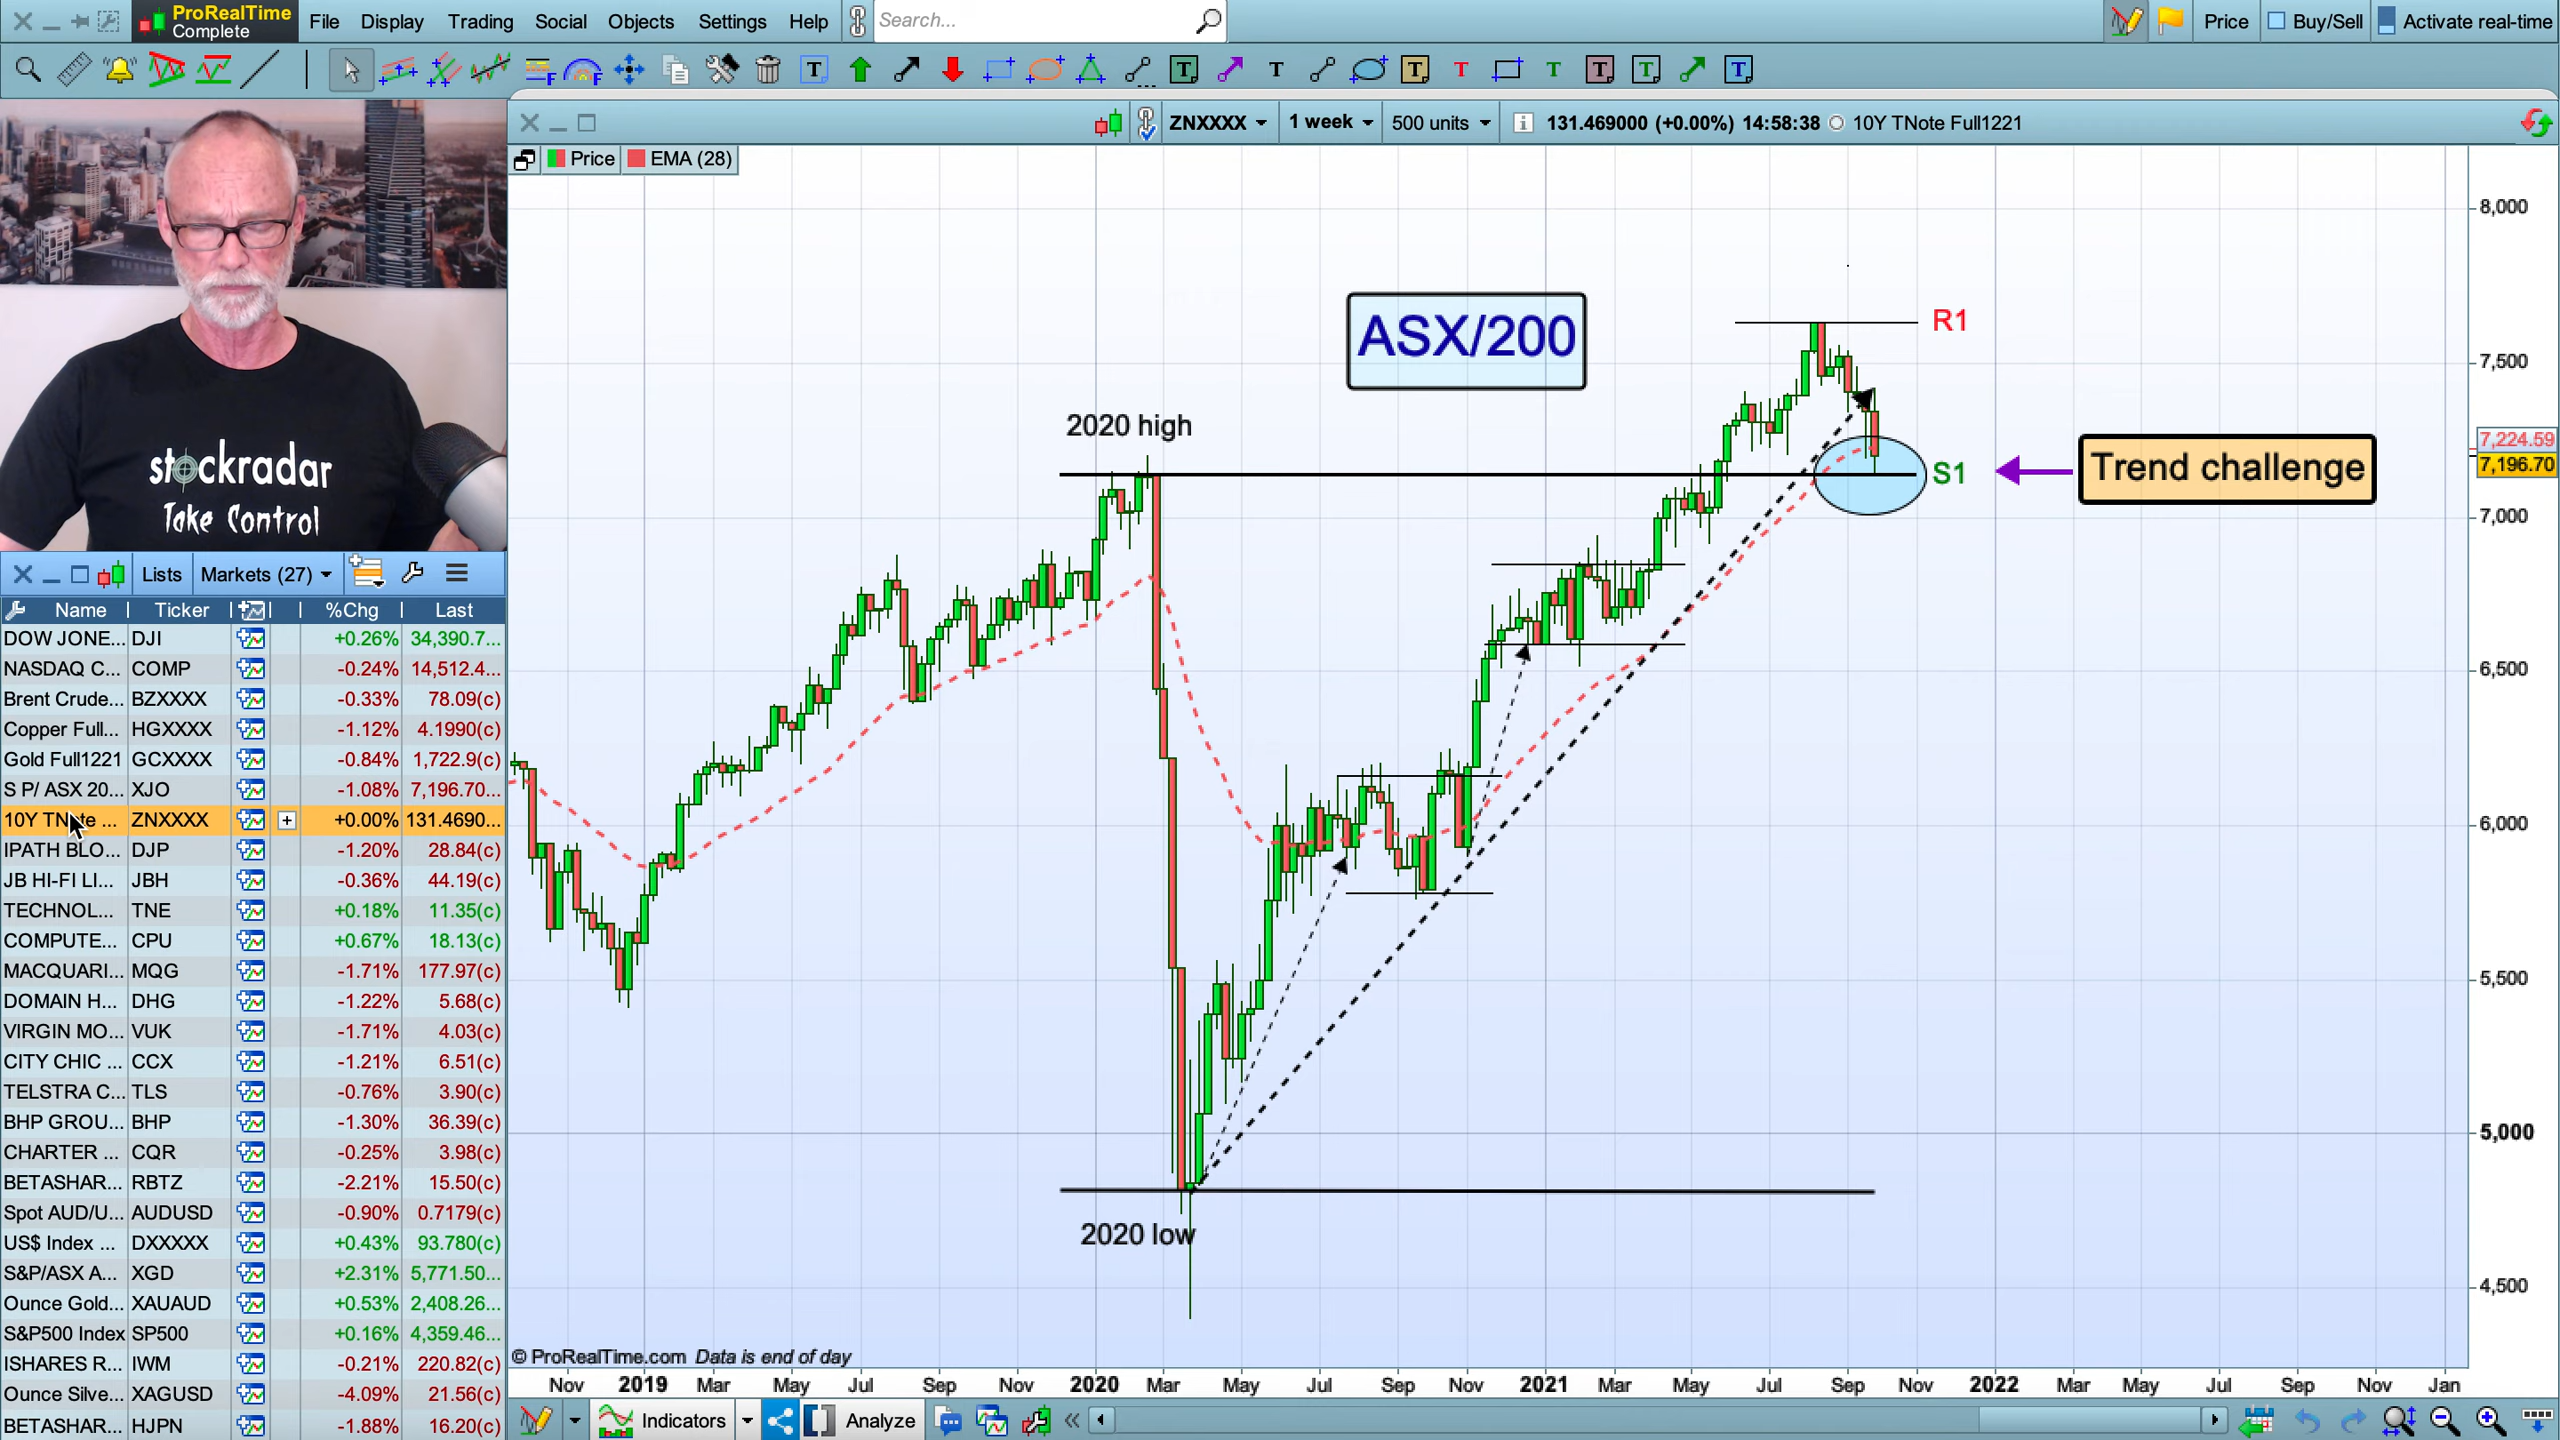 ProRealTime
Complete
File Display Trading Social Objects Settings Help Search... Price Buy/Sell Activate real-time
ZNXXXX 1 week 500 units 131.469000 (+0.00%) 14:58:38 10Y TNote Full1221
Price EMA (28)
stockradar
Take Control
Lists Markets (27)
Name Ticker %Chg Last
DOW JONE... DJI +0.26% 34,390.7...
NASDAQ C... COMP -0.24% 14,512.4...
Brent Crude... BZXXXX -0.33% 78.09(c)
Copper Full... HGXXXX -1.12% 4.1990(c)
Gold Full1221 GCXXXX -0.84% 1,722.9(c)
S P/ ASX 20... XJO -1.08% 7,196.70...
10Y TNote ... ZNXXXX +0.00% 131.4690...
IPATH BLO... DJP -1.20% 28.84(c)
JB HI-FI LI... JBH -0.36% 44.19(c)
TECHNOL... TNE +0.18% 11.35(c)
COMPUTE... CPU +0.67% 18.13(c)
MACQUARI... MQG -1.71% 177.97(c)
DOMAIN H... DHG -1.22% 5.68(c)
VIRGIN MO... VUK -1.71% 4.03(c)
CITY CHIC ... CCX -1.21% 6.51(c)
TELSTRA C... TLS -0.76% 3.90(c)
BHP GROU... BHP -1.30% 36.39(c)
CHARTER ... CQR -0.25% 3.98(c)
BETASHAR... RBTZ -2.21% 15.50(c)
Spot AUD/U... AUDUSD -0.90% 0.7179(c)
US$ Index ... DXXXXX +0.43% 93.780(c)
S&P/ASX A... XGD +2.31% 5,771.50...
Ounce Gold... XAUAUD +0.53% 2,408.26...
S&P500 Index SP500 +0.16% 4,359.46...
ISHARES R... IWM -0.21% 220.82(c)
Ounce Silve... XAGUSD -4.09% 21.56(c)
BETASHAR... HJPN -1.88% 16.20(c)
ASX/200
2020 high
R1
S1
Trend challenge
2020 low
8,000
7,500
7,224.59
7,196.70
7,000
6,500
6,000
5,500
5,000
4,500
© ProRealTime.com Data is end of day
Nov 2019 Mar May Jul Sep Nov 2020 Mar May Jul Sep Nov 2021 Mar May Jul Sep Nov 2022 Mar May Jul Sep Nov Jan
Indicators Analyze